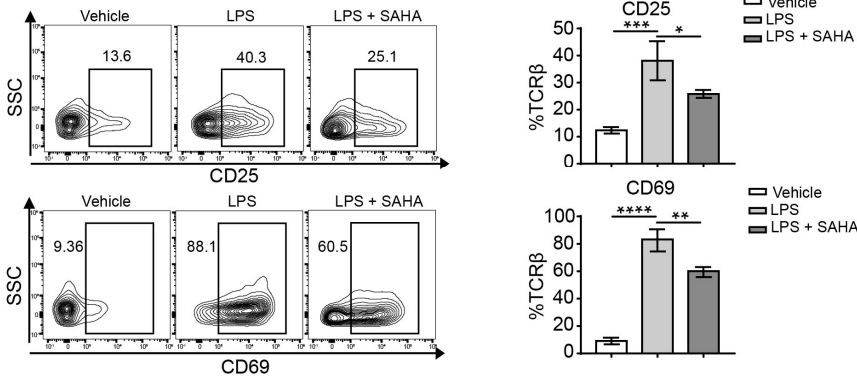 Vehicle LPS LPS + SAHA
13.6 40.3 25.1
SSC
CD25
Vehicle LPS LPS + SAHA
9.36 88.1 60.5
SSC
CD69
CD25
*** *
%TCRβ
50
40
30
20
10
0
Vehicle
LPS
LPS + SAHA
CD69
**** **
%TCRβ
100
80
60
40
20
0
Vehicle
LPS
LPS + SAHA